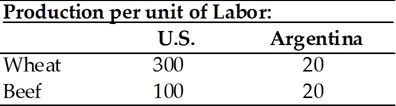 Production per unit of Labor:
U.S. Argentina
Wheat 300 20
Beef 100 20